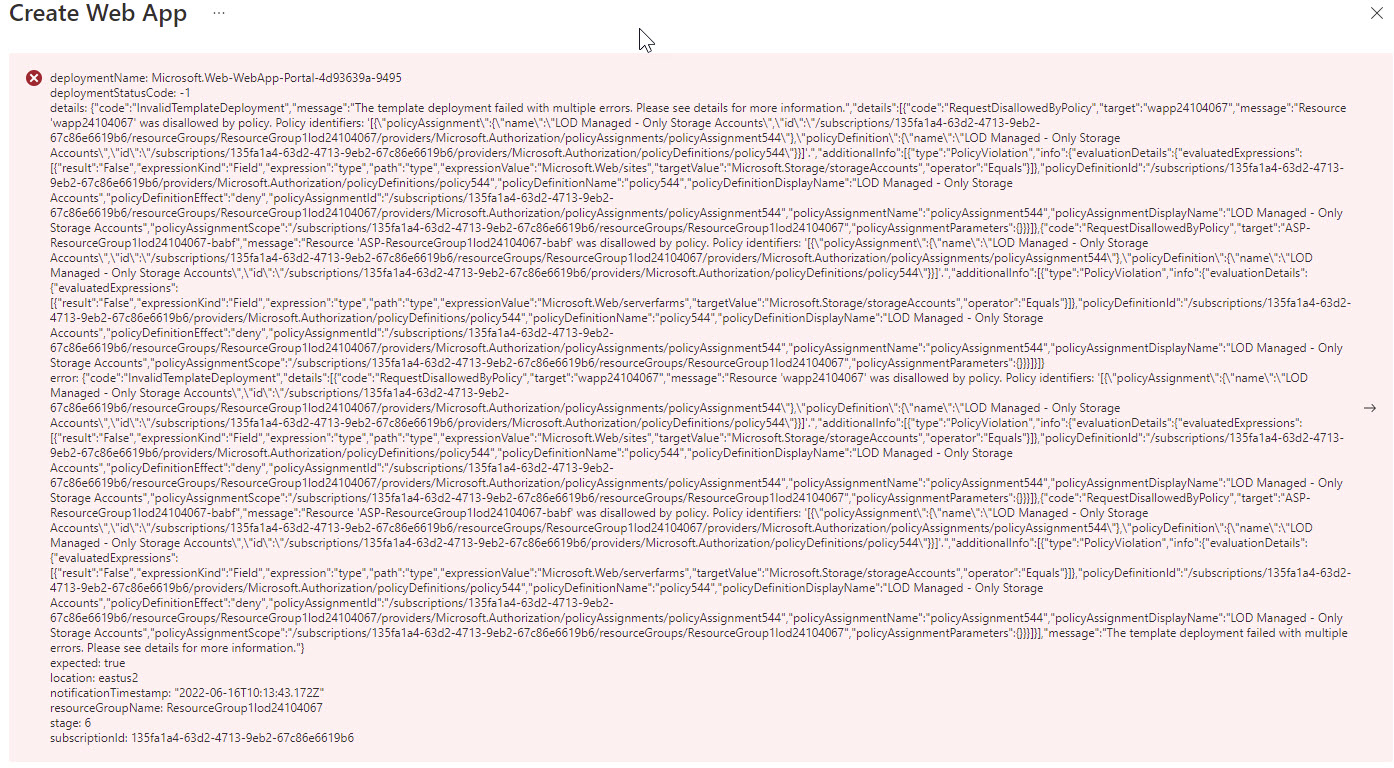 Create Web App
...
deploymentName: Microsoft.Web-WebApp-Portal-4d93639a-9495
deploymentStatusCode: -1
details: {"code":"InvalidTemplateDeployment","message":"The template deployment failed with multiple errors. Please see details for more information.","details":[{"code":"RequestDisallowedByPolicy","target":"wapp24104067","message":"Resource
'wapp24104067' was disallowed by policy. Policy identifiers: '[{\"policyAssignment\":{\"name\":\"LOD Managed - Only Storage Accounts\",\"id\":\"/subscriptions/135fa1a4-63d2-4713-9eb2-
67c86e6619b6/resourceGroups/ResourceGroup1lod24104067/providers/Microsoft.Authorization/policyAssignments/policyAssignment544\"},\"policyDefinition\":{\"name\":\"LOD Managed - Only Storage
Accounts\",\"id\":\"/subscriptions/135fa1a4-63d2-4713-9eb2-67c86e6619b6/providers/Microsoft.Authorization/policyDefinitions/policy544\"}}]'.","additionalInfo":[{"type":"PolicyViolation","info":{"evaluationDetails":{"evaluatedExpressions":
[{"result":"False","expressionKind":"Field","expression":"type","path":"type","expressionValue":"Microsoft.Web/sites","targetValue":"Microsoft.Storage/storageAccounts","operator":"Equals"}]},"policyDefinitionId":"/subscriptions/135fa1a4-63d2-4713-
9eb2-67c86e6619b6/providers/Microsoft.Authorization/policyDefinitions/policy544","policyDefinitionName":"policy544","policyDefinitionDisplayName":"LOD Managed - Only Storage
Accounts","policyDefinitionEffect":"deny","policyAssignmentId":"/subscriptions/135fa1a4-63d2-4713-9eb2-
67c86e6619b6/resourceGroups/ResourceGroup1lod24104067/providers/Microsoft.Authorization/policyAssignments/policyAssignment544","policyAssignmentName":"policyAssignment544","policyAssignmentDisplayName":"LOD Managed - Only
Storage Accounts","policyAssignmentScope":"/subscriptions/135fa1a4-63d2-4713-9eb2-67c86e6619b6/resourceGroups/ResourceGroup1lod24104067","policyAssignmentParameters":{}}}]},{"code":"RequestDisallowedByPolicy","target":"ASP-
ResourceGroup1lod24104067-babf","message":"Resource 'ASP-ResourceGroup1lod24104067-babf' was disallowed by policy. Policy identifiers: '[{\"policyAssignment\":{\"name\":\"LOD Managed - Only Storage
Accounts\",\"id\":\"/subscriptions/135fa1a4-63d2-4713-9eb2-67c86e6619b6/resourceGroups/ResourceGroup1lod24104067/providers/Microsoft.Authorization/policyAssignments/policyAssignment544\"},\"policyDefinition\":{\"name\":\"LOD
Managed - Only Storage Accounts\",\"id\":\"/subscriptions/135fa1a4-63d2-4713-9eb2-67c86e6619b6/providers/Microsoft.Authorization/policyDefinitions/policy544\"}}]'.","additionalInfo":[{"type":"PolicyViolation","info":{"evaluationDetails":
{"evaluatedExpressions":
[{"result":"False","expressionKind":"Field","expression":"type","path":"type","expressionValue":"Microsoft.Web/serverfarms","targetValue":"Microsoft.Storage/storageAccounts","operator":"Equals"}]},"policyDefinitionId":"/subscriptions/135fa1a4-63d2-
4713-9eb2-67c86e6619b6/providers/Microsoft.Authorization/policyDefinitions/policy544","policyDefinitionName":"policy544","policyDefinitionDisplayName":"LOD Managed - Only Storage
Accounts","policyDefinitionEffect":"deny","policyAssignmentId":"/subscriptions/135fa1a4-63d2-4713-9eb2-
67c86e6619b6/resourceGroups/ResourceGroup1lod24104067/providers/Microsoft.Authorization/policyAssignments/policyAssignment544","policyAssignmentName":"policyAssignment544","policyAssignmentDisplayName":"LOD Managed - Only
Storage Accounts","policyAssignmentScope":"/subscriptions/135fa1a4-63d2-4713-9eb2-67c86e6619b6/resourceGroups/ResourceGroup1lod24104067","policyAssignmentParameters":{}}}]}]}
error: {"code":"InvalidTemplateDeployment","details":[{"code":"RequestDisallowedByPolicy","target":"wapp24104067","message":"Resource 'wapp24104067' was disallowed by policy. Policy identifiers: '[{\"policyAssignment\":{\"name\":\"LOD
Managed - Only Storage Accounts\",\"id\":\"/subscriptions/135fa1a4-63d2-4713-9eb2-
67c86e6619b6/resourceGroups/ResourceGroup1lod24104067/providers/Microsoft.Authorization/policyAssignments/policyAssignment544\"},\"policyDefinition\":{\"name\":\"LOD Managed - Only Storage
Accounts\",\"id\":\"/subscriptions/135fa1a4-63d2-4713-9eb2-67c86e6619b6/providers/Microsoft.Authorization/policyDefinitions/policy544\"}}]'.","additionalInfo":[{"type":"PolicyViolation","info":{"evaluationDetails":{"evaluatedExpressions":
[{"result":"False","expressionKind":"Field","expression":"type","path":"type","expressionValue":"Microsoft.Web/sites","targetValue":"Microsoft.Storage/storageAccounts","operator":"Equals"}]},"policyDefinitionId":"/subscriptions/135fa1a4-63d2-4713-
9eb2-67c86e6619b6/providers/Microsoft.Authorization/policyDefinitions/policy544","policyDefinitionName":"policy544","policyDefinitionDisplayName":"LOD Managed - Only Storage
Accounts","policyDefinitionEffect":"deny","policyAssignmentId":"/subscriptions/135fa1a4-63d2-4713-9eb2-
67c86e6619b6/resourceGroups/ResourceGroup1lod24104067/providers/Microsoft.Authorization/policyAssignments/policyAssignment544","policyAssignmentName":"policyAssignment544","policyAssignmentDisplayName":"LOD Managed - Only
Storage Accounts","policyAssignmentScope":"/subscriptions/135fa1a4-63d2-4713-9eb2-67c86e6619b6/resourceGroups/ResourceGroup1lod24104067","policyAssignmentParameters":{}}}]},{"code":"RequestDisallowedByPolicy","target":"ASP-
ResourceGroup1lod24104067-babf","message":"Resource 'ASP-ResourceGroup1lod24104067-babf' was disallowed by policy. Policy identifiers: '[{\"policyAssignment\":{\"name\":\"LOD Managed - Only Storage
Accounts\",\"id\":\"/subscriptions/135fa1a4-63d2-4713-9eb2-67c86e6619b6/resourceGroups/ResourceGroup1lod24104067/providers/Microsoft.Authorization/policyAssignments/policyAssignment544\"},\"policyDefinition\":{\"name\":\"LOD
Managed - Only Storage Accounts\",\"id\":\"/subscriptions/135fa1a4-63d2-4713-9eb2-67c86e6619b6/providers/Microsoft.Authorization/policyDefinitions/policy544\"}}]'.","additionalInfo":[{"type":"PolicyViolation","info":{"evaluationDetails":
{"evaluatedExpressions":
[{"result":"False","expressionKind":"Field","expression":"type","path":"type","expressionValue":"Microsoft.Web/serverfarms","targetValue":"Microsoft.Storage/storageAccounts","operator":"Equals"}]},"policyDefinitionId":"/subscriptions/135fa1a4-63d2-
4713-9eb2-67c86e6619b6/providers/Microsoft.Authorization/policyDefinitions/policy544","policyDefinitionName":"policy544","policyDefinitionDisplayName":"LOD Managed - Only Storage
Accounts","policyDefinitionEffect":"deny","policyAssignmentId":"/subscriptions/135fa1a4-63d2-4713-9eb2-
67c86e6619b6/resourceGroups/ResourceGroup1lod24104067/providers/Microsoft.Authorization/policyAssignments/policyAssignment544","policyAssignmentName":"policyAssignment544","policyAssignmentDisplayName":"LOD Managed - Only
Storage Accounts","policyAssignmentScope":"/subscriptions/135fa1a4-63d2-4713-9eb2-67c86e6619b6/resourceGroups/ResourceGroup1lod24104067","policyAssignmentParameters":{}}}]}],"message":"The template deployment failed with multiple
errors. Please see details for more information."}
expected: true
location: eastus2
notificationTimestamp: "2022-06-16T10:13:43.172Z"
resourceGroupName: ResourceGroup1lod24104067
stage: 6
subscriptionId: 135fa1a4-63d2-4713-9eb2-67c86e6619b6